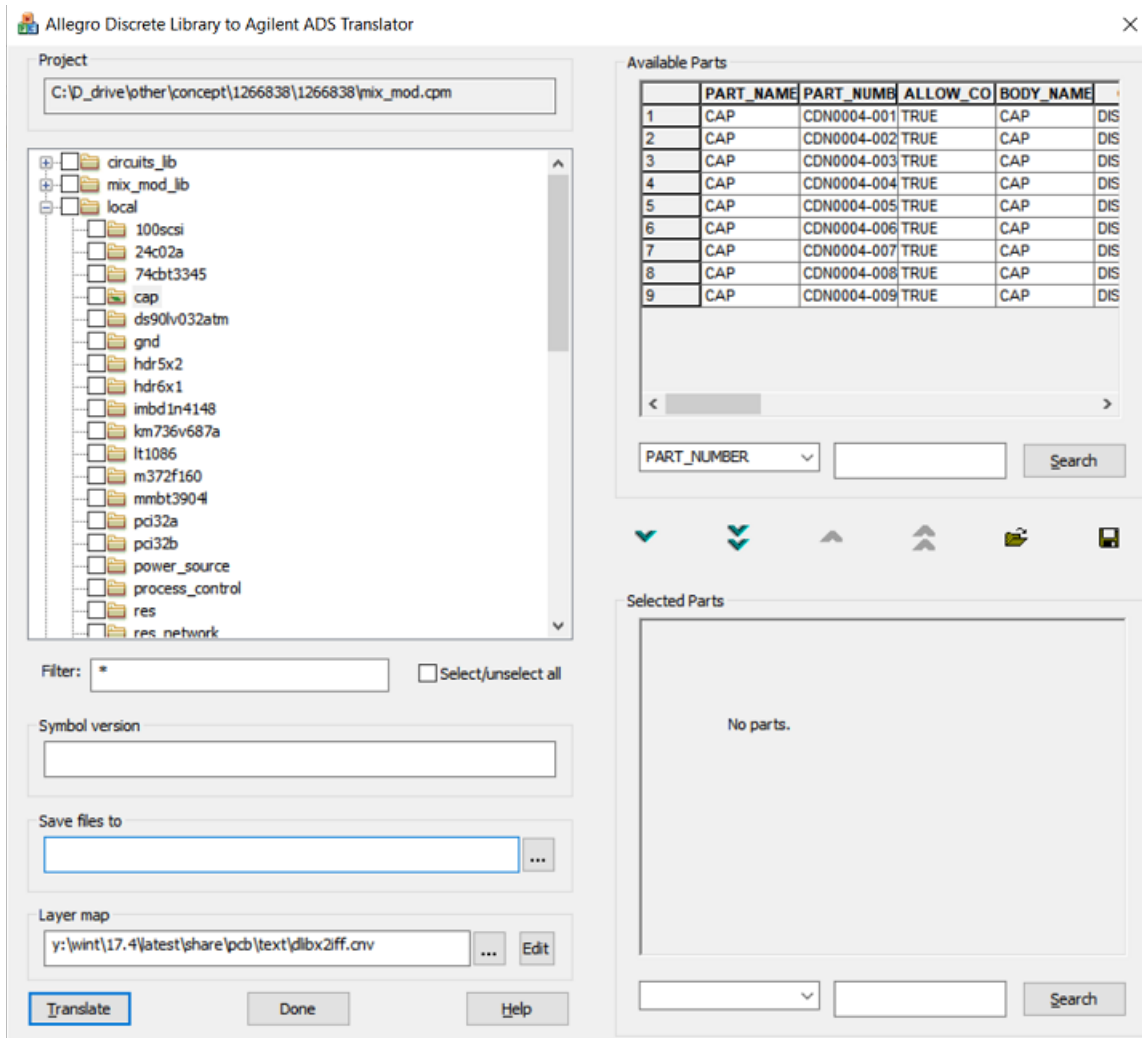 Allegro Discrete Library to Agilent ADS Translator
Project
C:\D_drive\other\concept\1266838\1266838\mix_mod.cpm
circuits_lib
mix_mod_lib
local
100scsi
24c02a
74cbt3345
cap
ds90lv032atm
gnd
hdr5x2
hdr6x1
imbd1n4148
km736v687a
lt1086
m372f160
mmbt3904l
pci32a
pci32b
power_source
process_control
res
res_network
Filter: *
Select/unselect all
Symbol version
Save files to
...
Layer map
y:\wint\17.4\latest\share\pcb\text\dlibx2iff.cnv
... Edit
Translate Done Help
Available Parts
PART_NAME PART_NUMB ALLOW_CO BODY_NAME
1 CAP CDN0004-001 TRUE CAP DIS
2 CAP CDN0004-002 TRUE CAP DIS
3 CAP CDN0004-003 TRUE CAP DIS
4 CAP CDN0004-004 TRUE CAP DIS
5 CAP CDN0004-005 TRUE CAP DIS
6 CAP CDN0004-006 TRUE CAP DIS
7 CAP CDN0004-007 TRUE CAP DIS
8 CAP CDN0004-008 TRUE CAP DIS
9 CAP CDN0004-009 TRUE CAP DIS
PART_NUMBER Search
Selected Parts
No parts.
Search